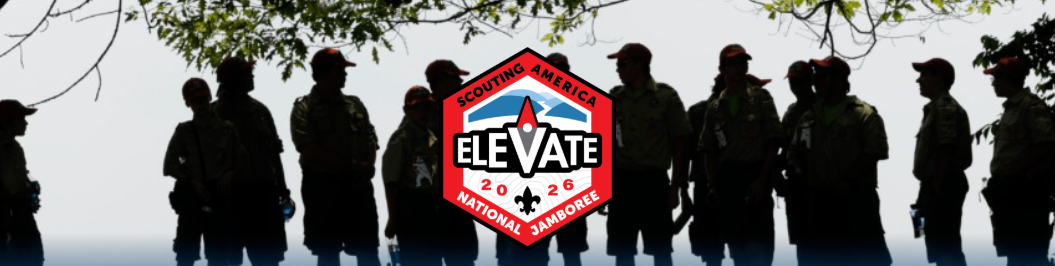 SCOUTING AMERICA
ELEVATE
2026
NATIONAL JAMBOREE